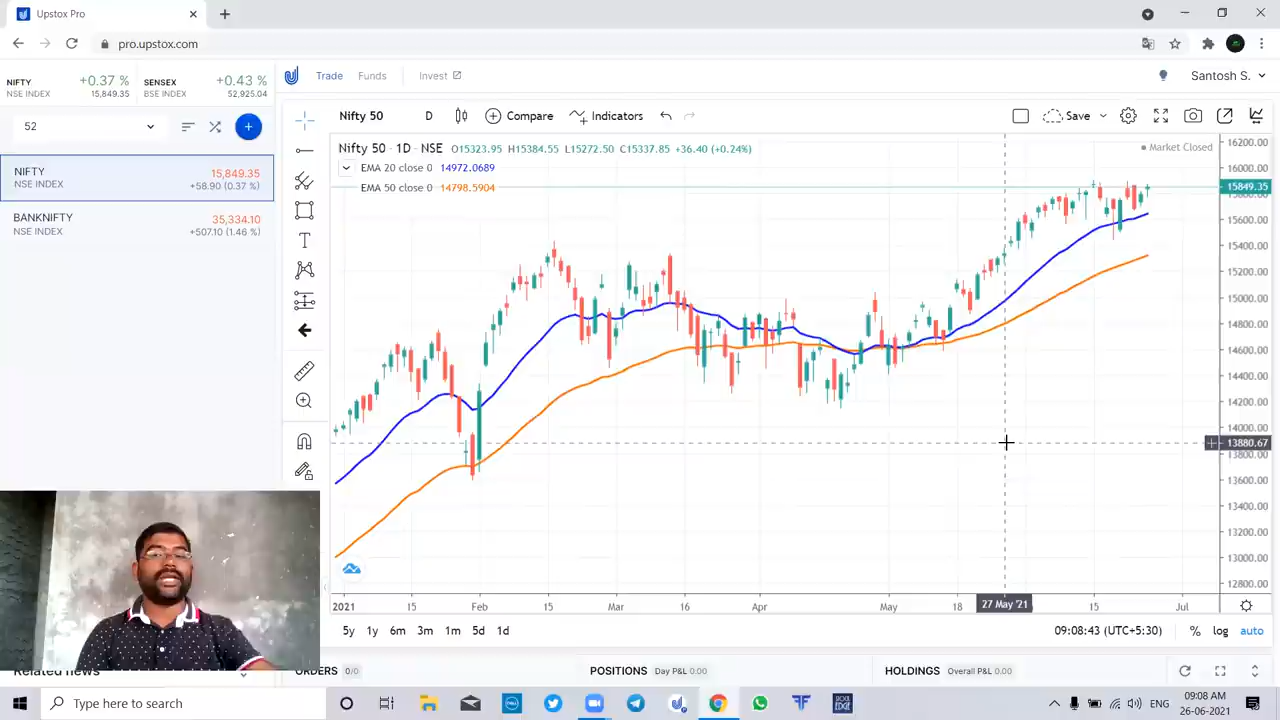 Upstox Pro
pro.upstox.com
NIFTY
NSE INDEX
+0.37 %
15,849.35
SENSEX
BSE INDEX
+0.43 %
52,925.04
Trade Funds Invest
Santosh S.
52
Nifty 50 D Compare Indicators Save
NIFTY
NSE INDEX
15,849.35
+58.90 (0.37 %)
BANKNIFTY
NSE INDEX
35,334.10
+507.10 (1.46 %)
Nifty 50 · 1D · NSE O15323.95 H15384.55 L15272.50 C15337.85 +36.40 (+0.24%)
Market Closed
EMA 20 close 0 14972.0689
EMA 50 close 0 14798.5904
16200.00
16000.00
15849.35
15600.00
15400.00
15200.00
15000.00
14800.00
14600.00
14400.00
14200.00
14000.00
13880.67
13800.00
13600.00
13400.00
13200.00
13000.00
12800.00
2021 15 Feb 15 Mar 16 Apr May 18 27 May '21 15 Jul
5y 1y 6m 3m 1m 5d 1d
09:08:43 (UTC+5:30) % log auto
Related news
ORDERS 0/0
POSITIONS Day P&L 0.00
HOLDINGS Overall P&L 0.00
Type here to search
ENG
09:08 AM
26-06-2021